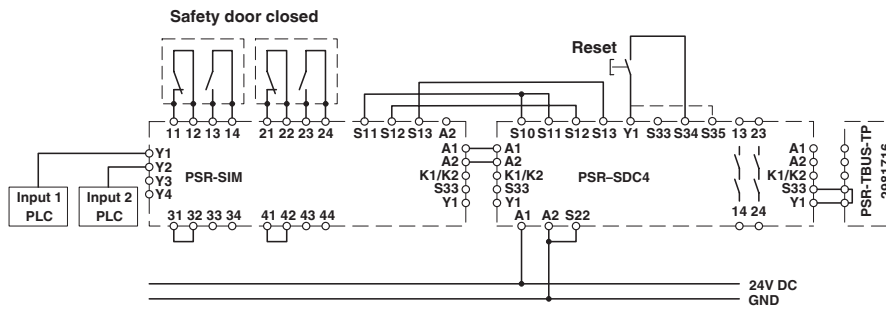 Safety door closed
Reset
11 12 13 14 21 22 23 24 S11 S12 S13 A2 S10 S11 S12 S13 Y1 S33 S34 S35 13 23
Y1
Y2
Y3
Y4
Input 1
PLC
Input 2
PLC
PSR-SIM
A1
A2
K1/K2
S33
Y1
A1
A2
K1/K2
S33
Y1
PSR–SDC4
A1
A2
K1/K2
S33
Y1
PSR-TBUS-TP
2981716
31 32 33 34 41 42 43 44 A1 A2 S22 14 24
24V DC
GND